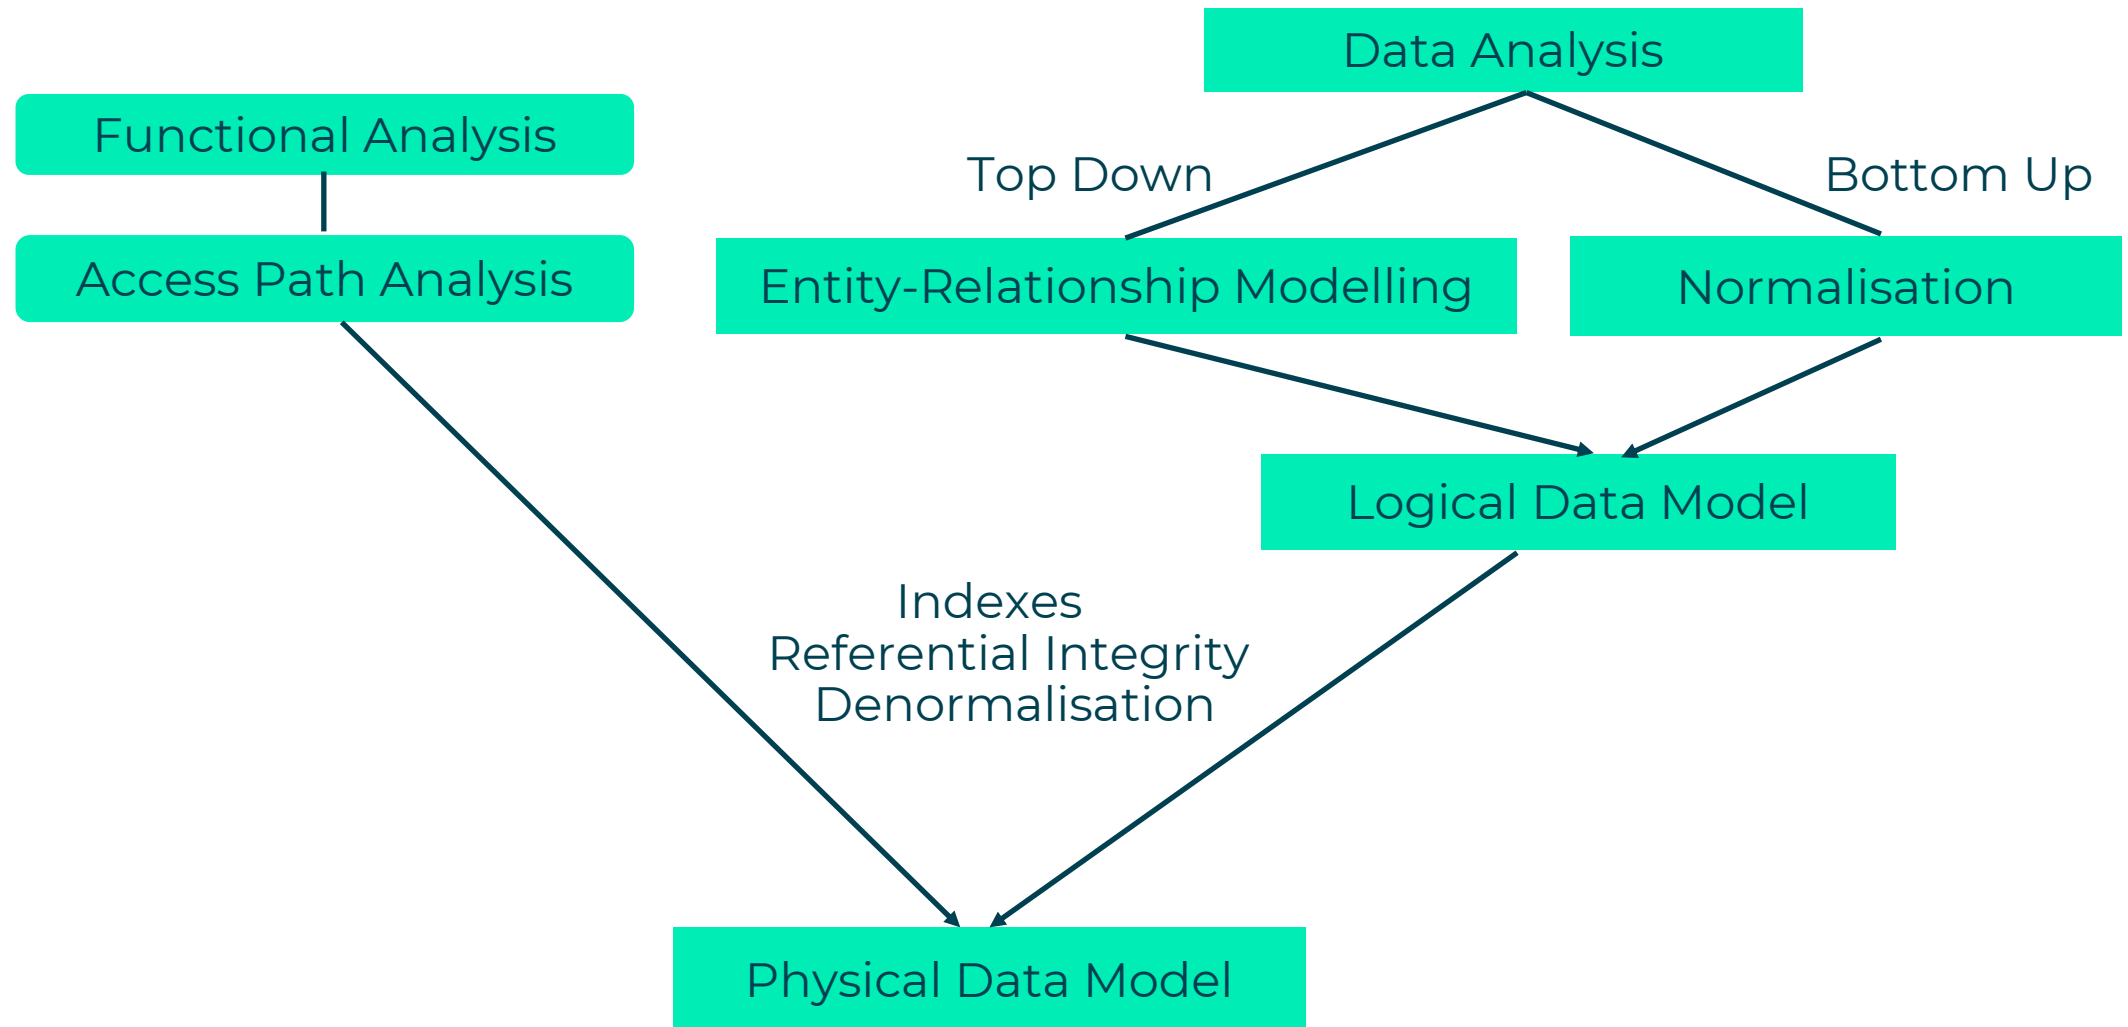 Data Analysis
Functional Analysis
Top Down
Bottom Up
Access Path Analysis
Entity-Relationship Modelling
Normalisation
Logical Data Model
Indexes
Referential Integrity
Denormalisation
Physical Data Model